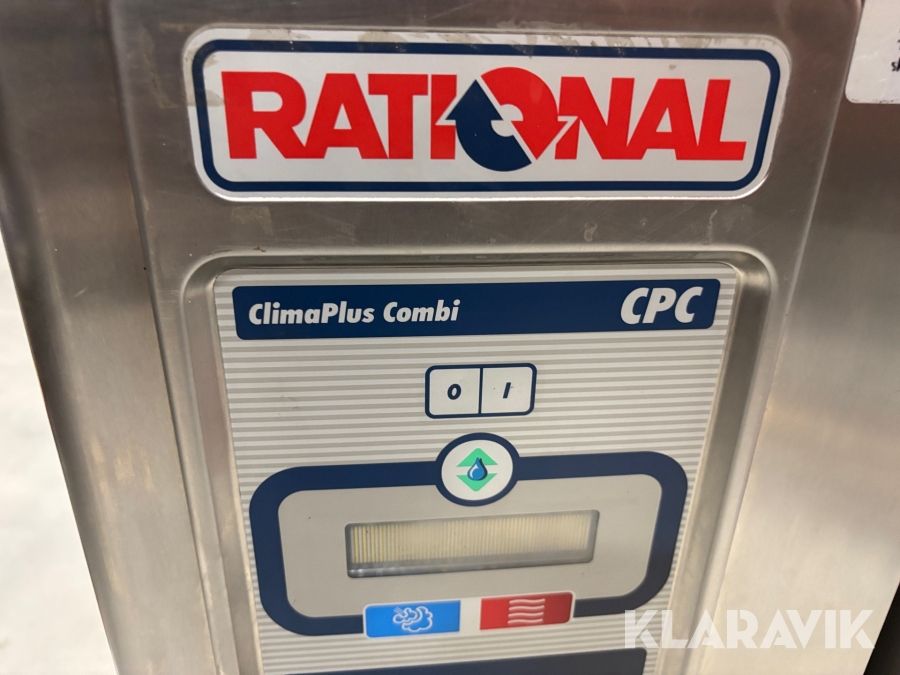 RATIONAL
ClimaPlus Combi CPC
0 I
KLARAVIK